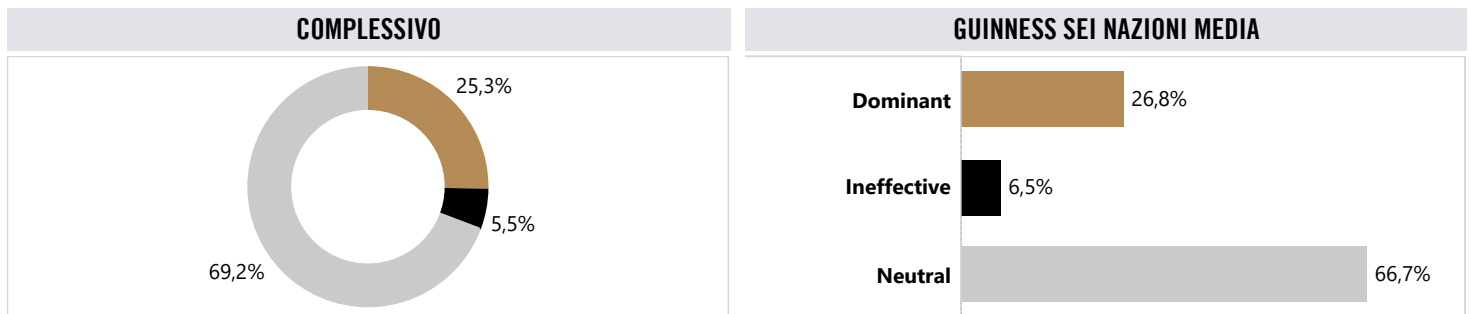 COMPLESSIVO
25,3%
5,5%
69,2%
GUINNESS SEI NAZIONI MEDIA
Dominant 26,8%
Ineffective 6,5%
Neutral 66,7%